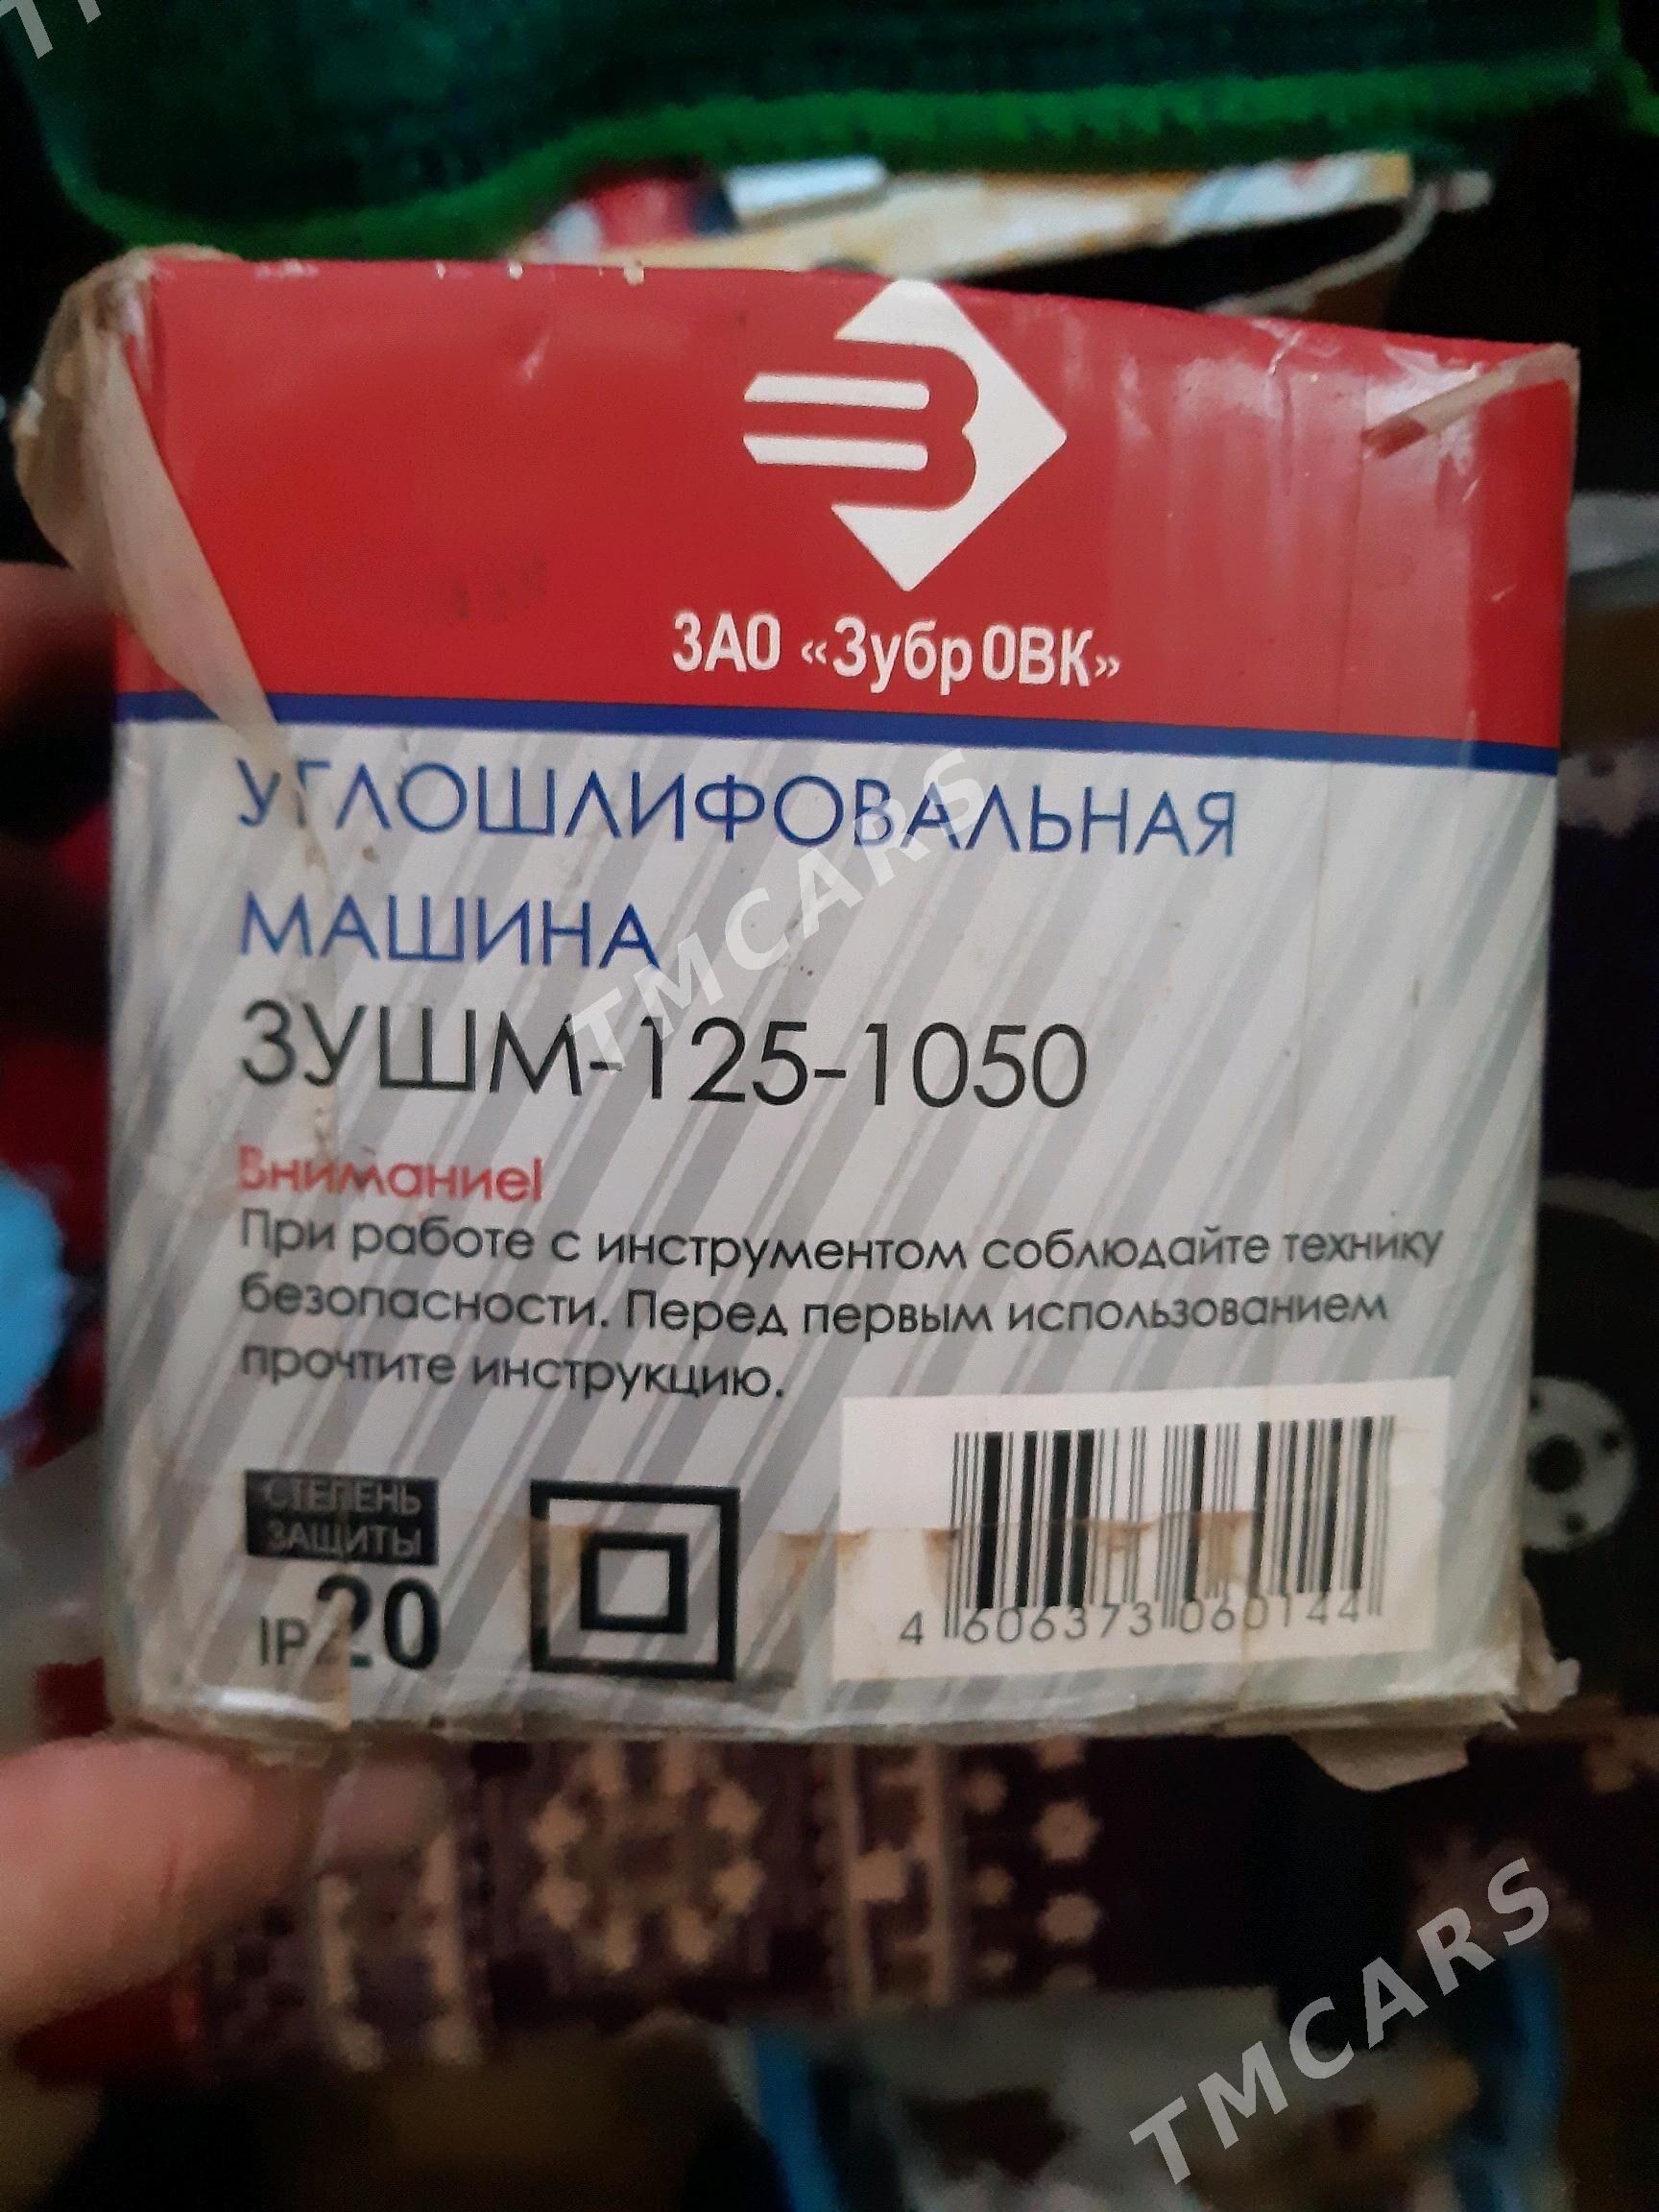 ЗАО «Зубр ОВК»
УГЛОШЛИФОВАЛЬНАЯ
МАШИНА
ЗУШМ-125-1050
Внимание!
При работе с инструментом соблюдайте технику
безопасности. Перед первым использованием
прочтите инструкцию.
СТЕПЕНЬ
ЗАЩИТЫ
IP20
4 606373 060144
TMCARS
TMCARS